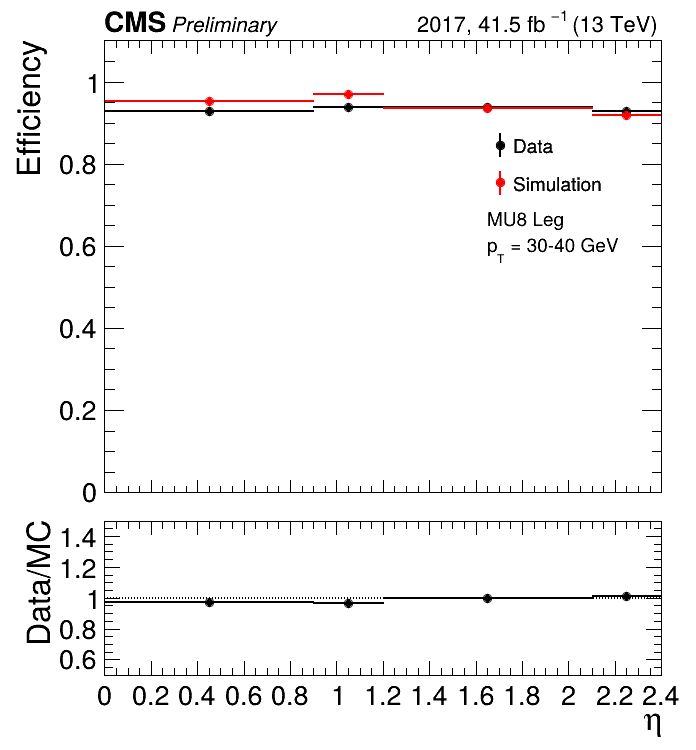 CMS Preliminary 2017, 41.5 fb⁻¹ (13 TeV)
Efficiency
1
0.8
0.6
0.4
0.2
0
Data
Simulation
MU8 Leg
p_T = 30-40 GeV
Data/MC
1.4
1.2
1
0.8
0.6
0 0.2 0.4 0.6 0.8 1 1.2 1.4 1.6 1.8 2 2.2 2.4
η